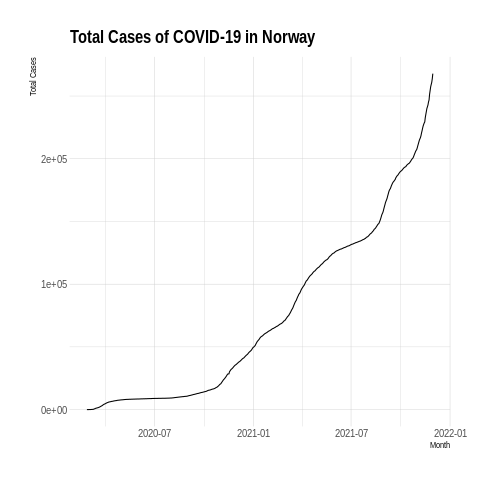 Total Cases of COVID-19 in Norway
Total Cases
2e+05
1e+05
0e+00
2020-07 2021-01 2021-07 2022-01
Month